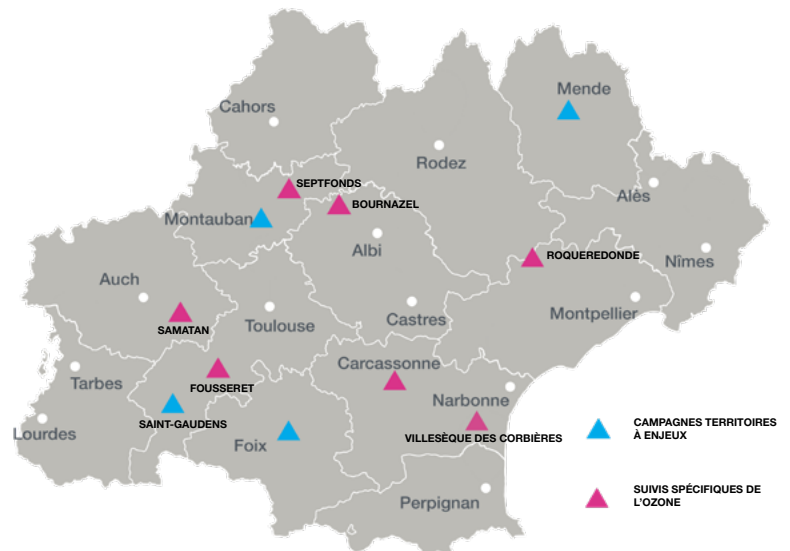 Mende
Cahors
Rodez
SEPTFONDS
Alès
BOURNAZEL
Montauban
Albi
ROQUEREDONDE
Nîmes
Auch
SAMATAN
Toulouse
Castres
Montpellier
Carcassonne
Tarbes
FOUSSERET
Narbonne
SAINT-GAUDENS
CAMPAGNES TERRITOIRES
À ENJEUX
Lourdes
Foix
VILLESÈQUE DES CORBIÈRES
Perpignan
SUIVIS SPÉCIFIQUES DE
L'OZONE